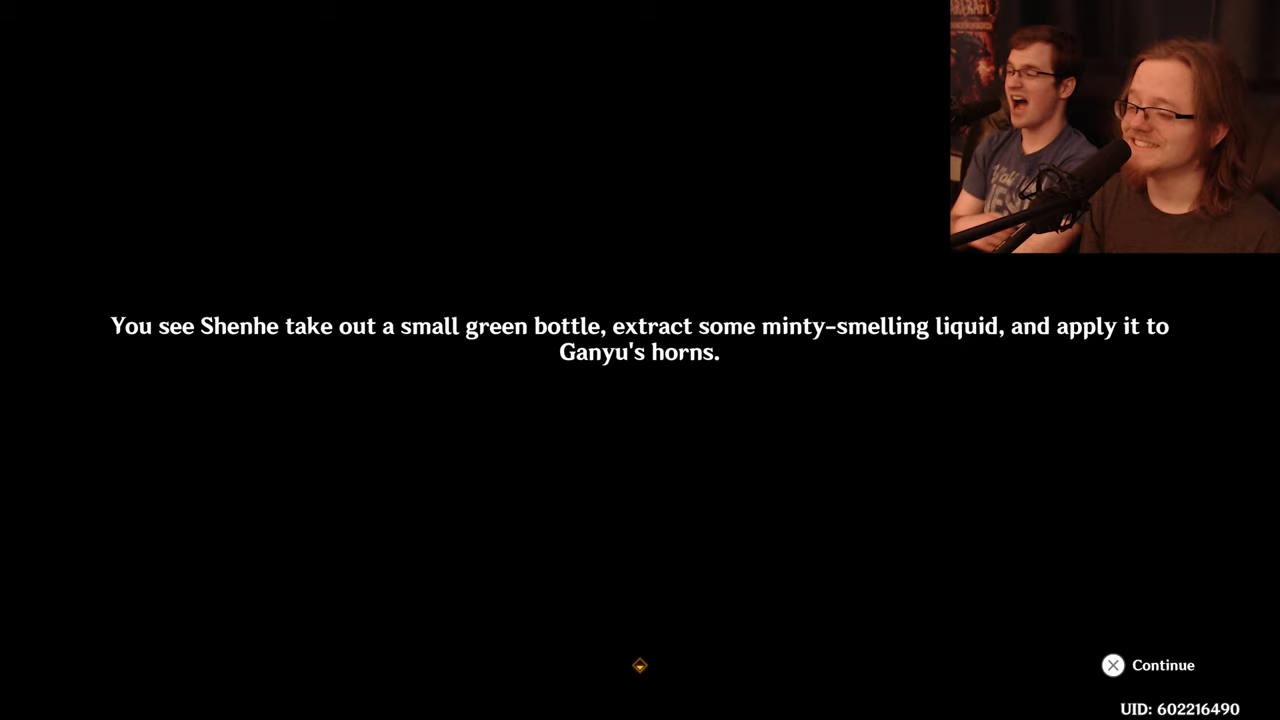 You see Shenhe take out a small green bottle, extract some minty-smelling liquid, and apply it to
Ganyu's horns.
Continue
UID: 602216490